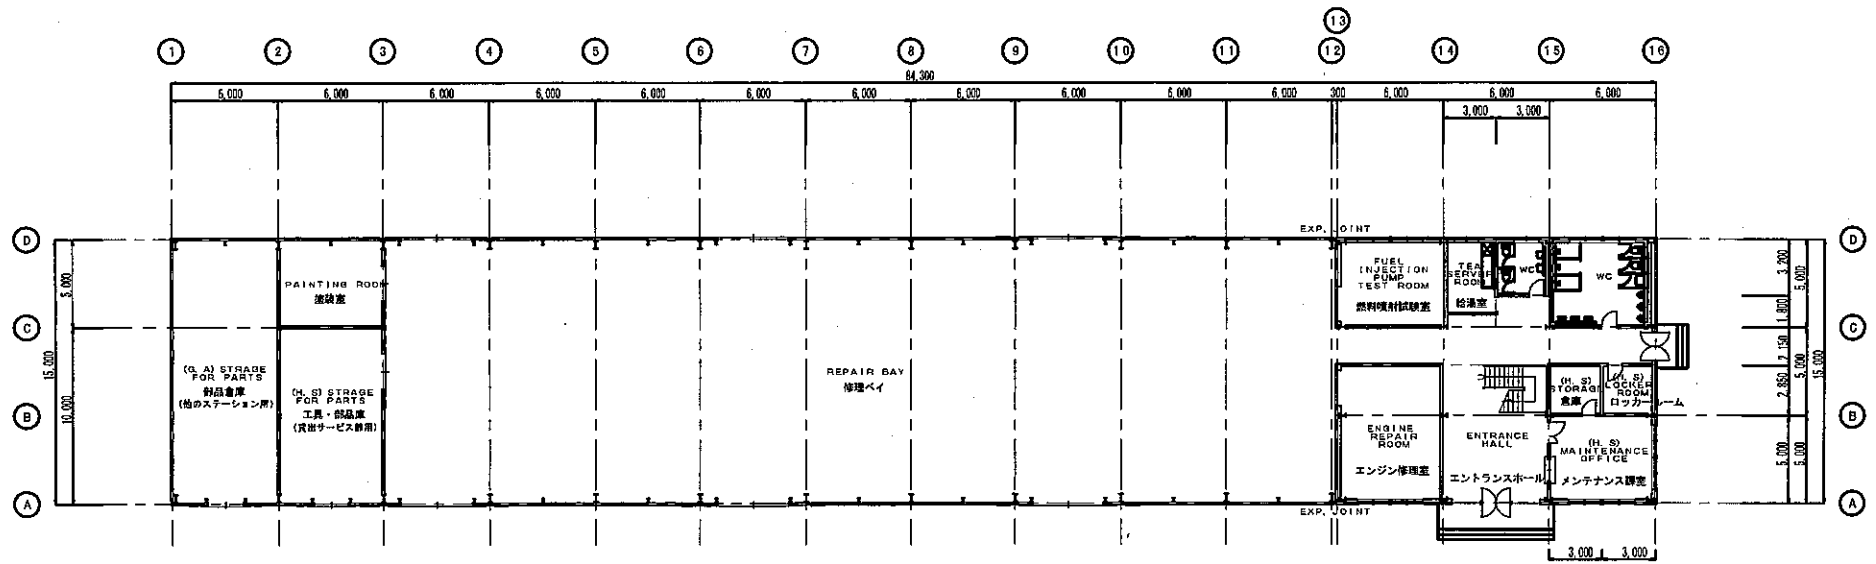 13
1 2 3 4 5 6 7 8 9 10 11 12 14 15 16
84,300
6,000 6,000 6,000 6,000 6,000 6,000 6,000 6,000 6,000 6,000 6,000 300 6,000 6,000 6,000
3,000 3,000
EXP. JOINT
D
D
C
C
B
B
A
A
5,000
10,000
15,000
PAINTING ROOM
塗装室
(G. A) STRAGE
FOR PARTS
部品倉庫
(他のステーション用)
(H. S) STRAGE
FOR PARTS
工具・部品庫
(貸出サービス部用)
REPAIR BAY
修理ベイ
FUEL
INJECTION
PUMP
TEST ROOM
燃料噴射試験室
TEA
SERVER
ROOM
給湯室
WC
WC
ENGINE
REPAIR
ROOM
エンジン修理室
ENTRANCE
HALL
エントランスホール
(H. S)
STORAGE
倉庫
(H. S)
LOCKER
ROOM
ロッカールーム
(H. S)
MAINTENANCE
OFFICE
メンテナンス課室
3,200
1,800
2,150
2,850
5,000
5,000
5,000
5,000
15,000
EXP. JOINT
3,000 3,000